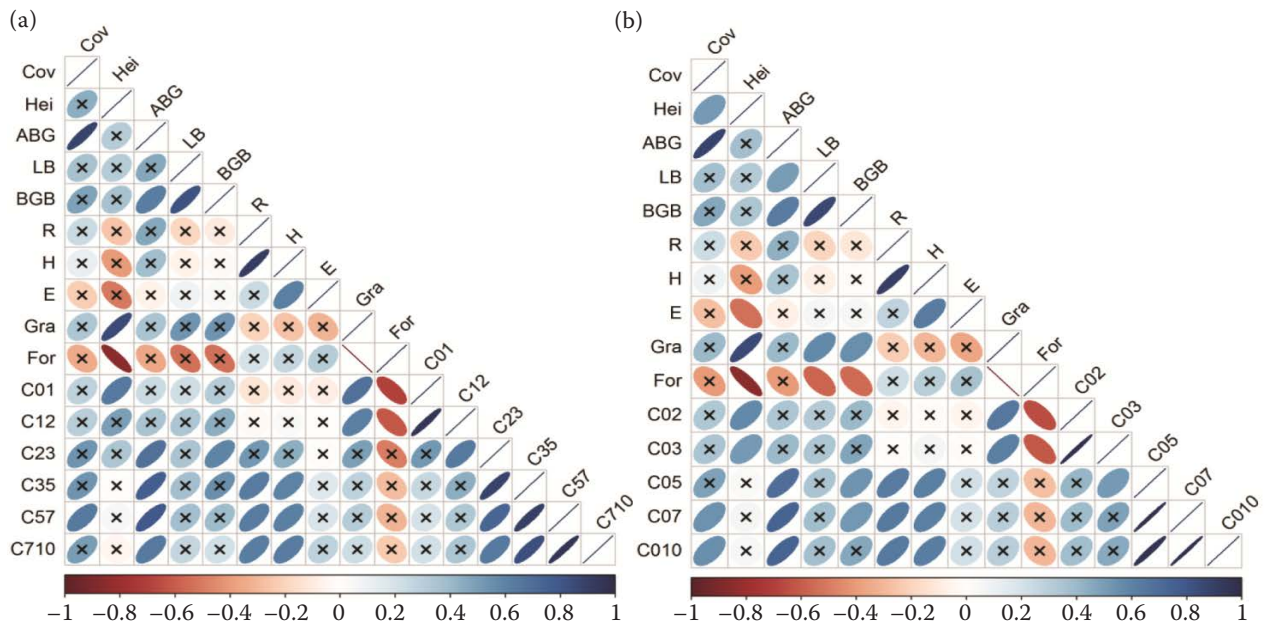 (a)
Cov
Hei
ABG
LB
BGB
R
H
E
Gra
For
C01
C12
C23
C35
C57
C710
Cov
Hei
ABG
LB
BGB
R
H
E
Gra
For
C01
C12
C23
C35
C57
C710
−1 −0.8 −0.6 −0.4 −0.2 0 0.2 0.4 0.6 0.8 1
(b)
Cov
Hei
ABG
LB
BGB
R
H
E
Gra
For
C02
C03
C05
C07
C010
Cov
Hei
ABG
LB
BGB
R
H
E
Gra
For
C02
C03
C05
C07
C010
−1 −0.8 −0.6 −0.4 −0.2 0 0.2 0.4 0.6 0.8 1